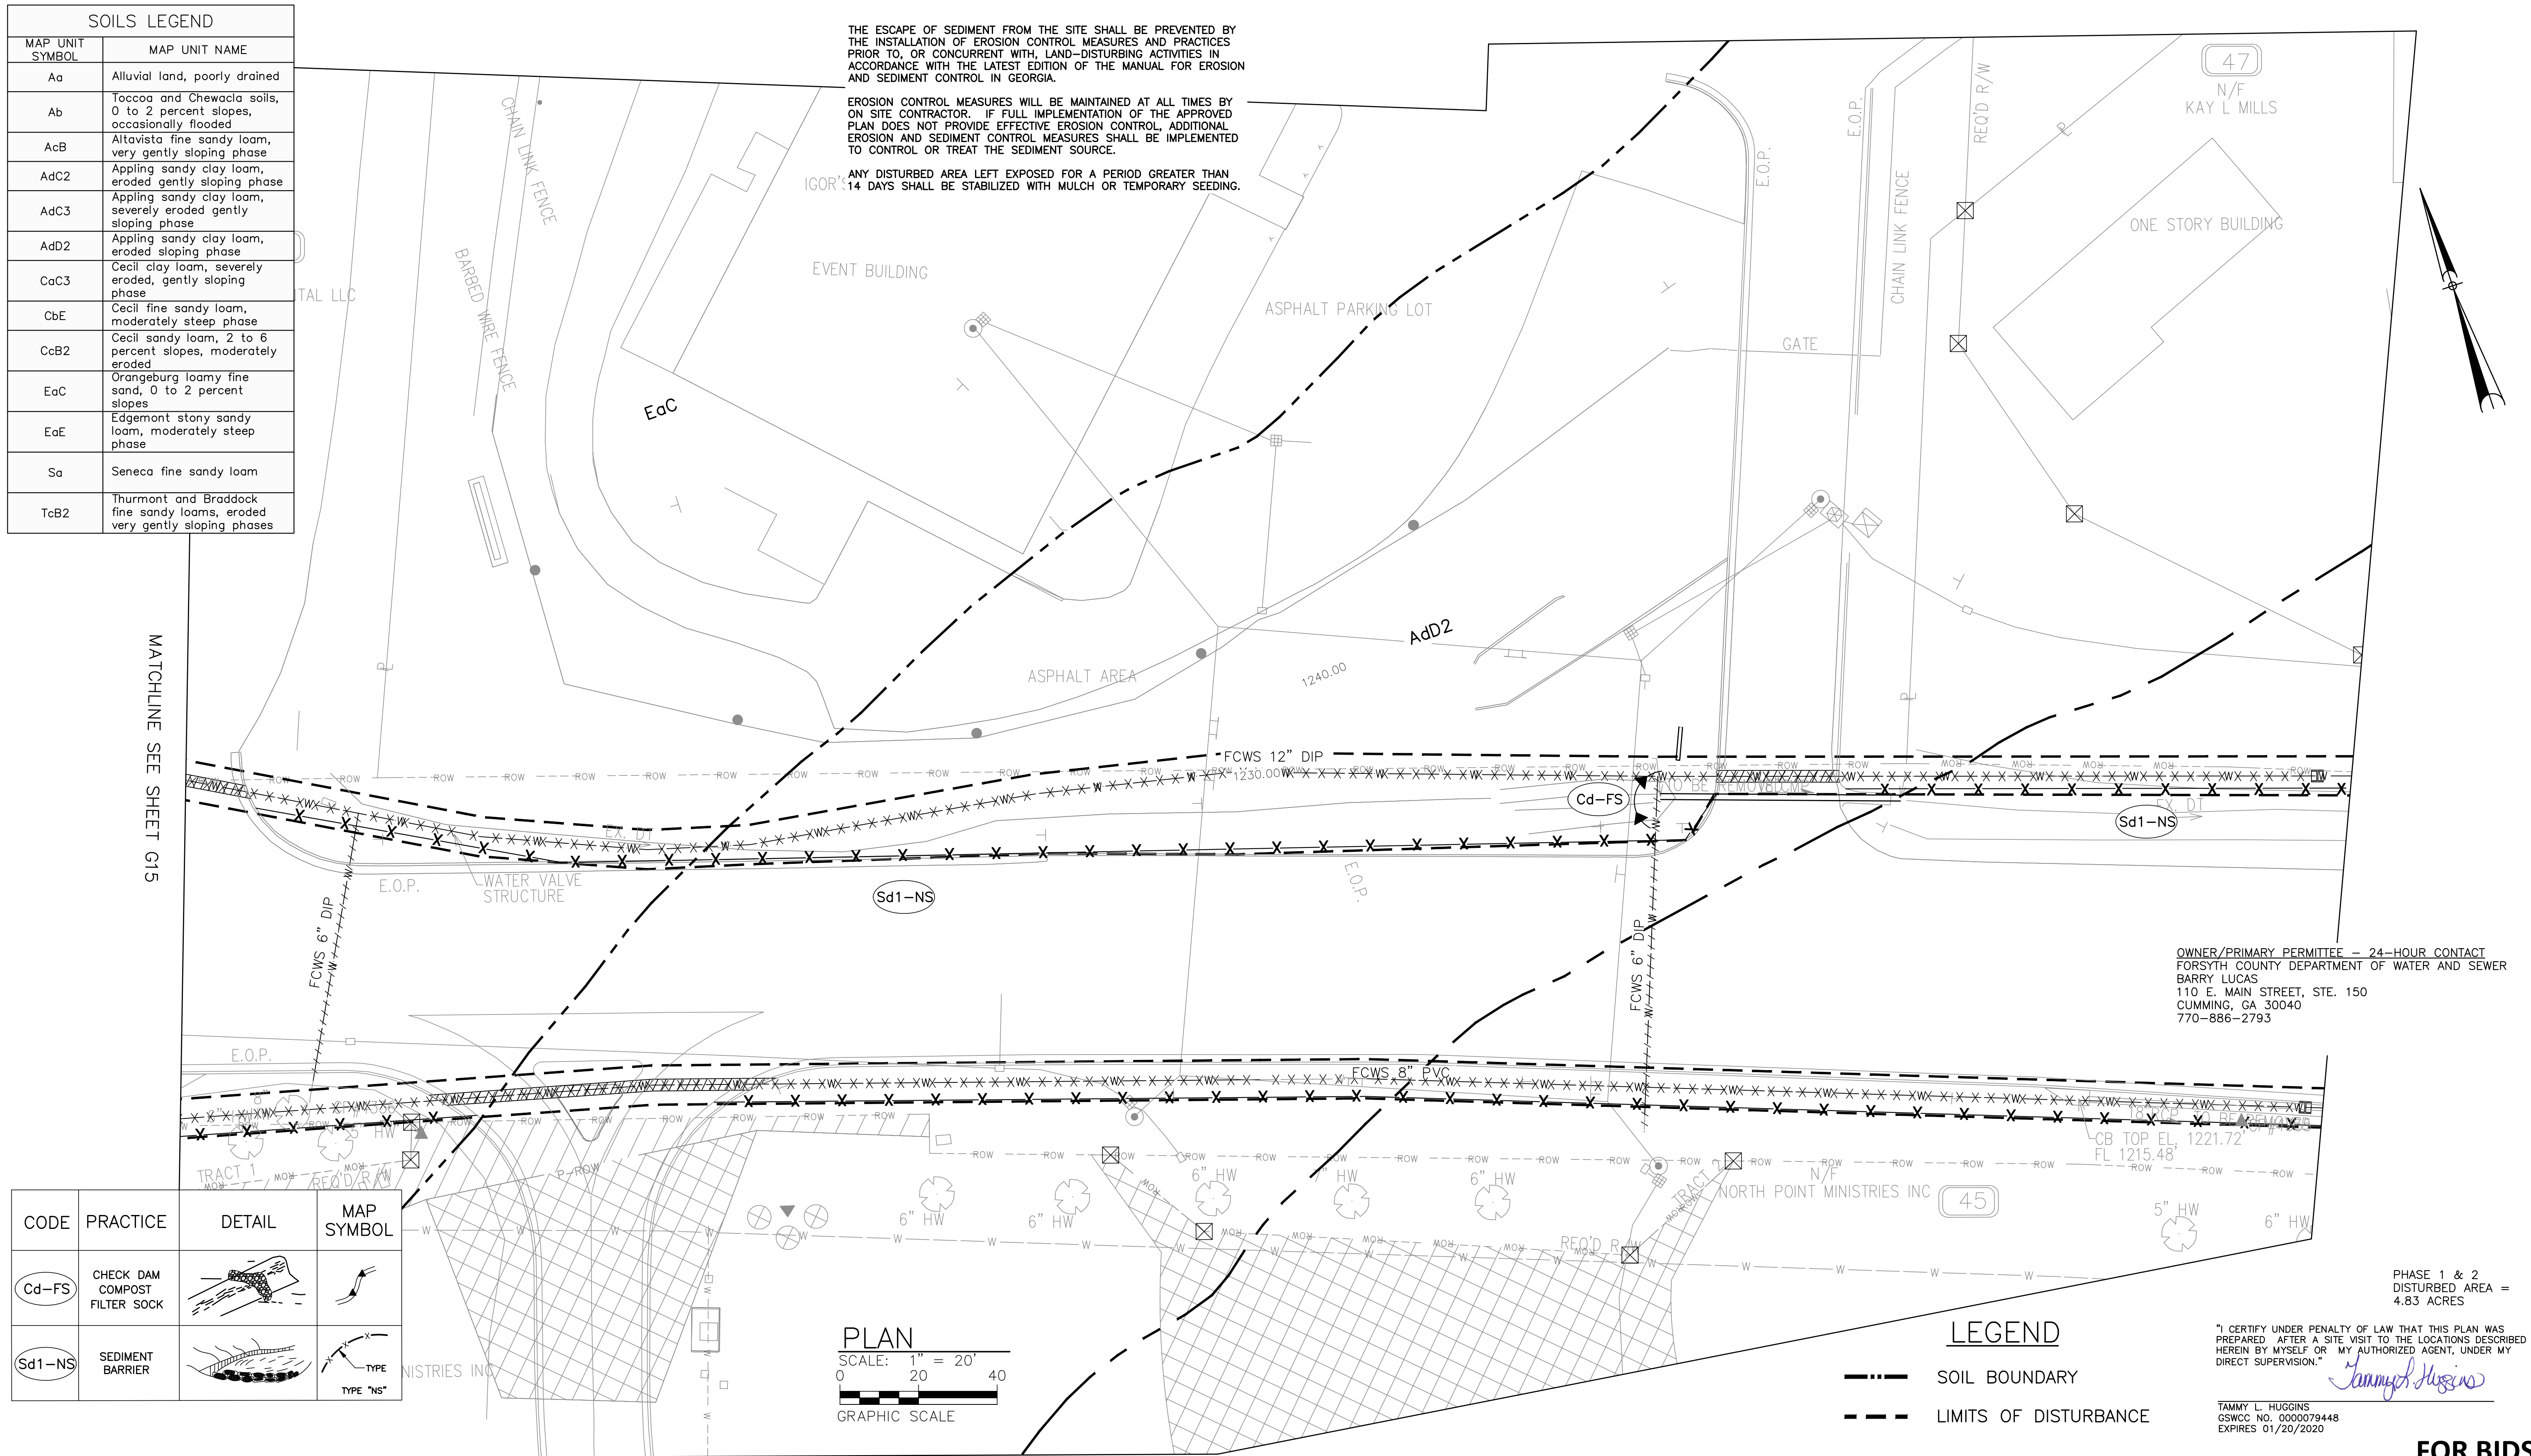 SOILS LEGEND
MAP UNIT SYMBOL
MAP UNIT NAME
Aa
Alluvial land, poorly drained
Ab
Toccoa and Chewacla soils,
0 to 2 percent slopes,
occasionally flooded
AcB
Altavista fine sandy loam,
very gently sloping phase
AdC2
Appling sandy clay loam,
eroded gently sloping phase
AdC3
Appling sandy clay loam,
severely eroded gently
sloping phase
AdD2
Appling sandy clay loam,
eroded sloping phase
CaC3
Cecil clay loam, severely
eroded, gently sloping
phase
CbE
Cecil fine sandy loam,
moderately steep phase
CcB2
Cecil sandy loam, 2 to 6
percent slopes, moderately
eroded
EaC
Orangeburg loamy fine
sand, 0 to 2 percent
slopes
EaE
Edgemont stony sandy
loam, moderately steep
phase
Sa
Seneca fine sandy loam
TcB2
Thurmont and Braddock
fine sandy loams, eroded
very gently sloping phases
THE ESCAPE OF SEDIMENT FROM THE SITE SHALL BE PREVENTED BY
THE INSTALLATION OF EROSION CONTROL MEASURES AND PRACTICES
PRIOR TO, OR CONCURRENT WITH, LAND-DISTURBING ACTIVITIES IN
ACCORDANCE WITH THE LATEST EDITION OF THE MANUAL FOR EROSION
AND SEDIMENT CONTROL IN GEORGIA.
EROSION CONTROL MEASURES WILL BE MAINTAINED AT ALL TIMES BY
ON SITE CONTRACTOR. IF FULL IMPLEMENTATION OF THE APPROVED
PLAN DOES NOT PROVIDE EFFECTIVE EROSION CONTROL, ADDITIONAL
EROSION AND SEDIMENT CONTROL MEASURES SHALL BE IMPLEMENTED
TO CONTROL OR TREAT THE SEDIMENT SOURCE.
ANY DISTURBED AREA LEFT EXPOSED FOR A PERIOD GREATER THAN
14 DAYS SHALL BE STABILIZED WITH MULCH OR TEMPORARY SEEDING.
47
N/F
KAY L MILLS
CHAIN LINK FENCE
BARBED WIRE FENCE
IGOR'S
EVENT BUILDING
ASPHALT PARKING LOT
E.O.P.
E.O.P.
REQ'D R/W
CHAIN LINK FENCE
ONE STORY BUILDING
GATE
EaC
AdD2
1240.00
ASPHALT AREA
MATCHLINE SEE SHEET G15
FCWS 12" DIP
1230.00
Cd-FS
TO BE REMOVED
EX. DT
EX. DT
Sd1-NS
E.O.P.
WATER VALVE
STRUCTURE
Sd1-NS
E.O.P.
FCWS 6" DIP
FCWS 6" DIP
OWNER/PRIMARY PERMITTEE - 24-HOUR CONTACT
FORSYTH COUNTY DEPARTMENT OF WATER AND SEWER
BARRY LUCAS
110 E. MAIN STREET, STE. 150
CUMMING, GA 30040
770-886-2793
E.O.P.
FCWS 8" PVC
CB TOP EL, 1221.72'
FL 1215.48'
TRACT 1
REQ'D R/W
P-ROW
6" HW
6" HW
6" HW
6" HW
5" HW
6" HW
N/F
NORTH POINT MINISTRIES INC
45
CODE
PRACTICE
DETAIL
MAP SYMBOL
Cd-FS
CHECK DAM
COMPOST
FILTER SOCK
Sd1-NS
SEDIMENT
BARRIER
TYPE
TYPE "NS"
PLAN
SCALE: 1" = 20'
0 20 40
GRAPHIC SCALE
LEGEND
SOIL BOUNDARY
LIMITS OF DISTURBANCE
PHASE 1 & 2
DISTURBED AREA =
4.83 ACRES
"I CERTIFY UNDER PENALTY OF LAW THAT THIS PLAN WAS
PREPARED AFTER A SITE VISIT TO THE LOCATIONS DESCRIBED
HEREIN BY MYSELF OR MY AUTHORIZED AGENT, UNDER MY
DIRECT SUPERVISION."
Tammy L. Huggins
TAMMY L. HUGGINS
GSWCC NO. 0000079448
EXPIRES 01/20/2020
FOR BIDS